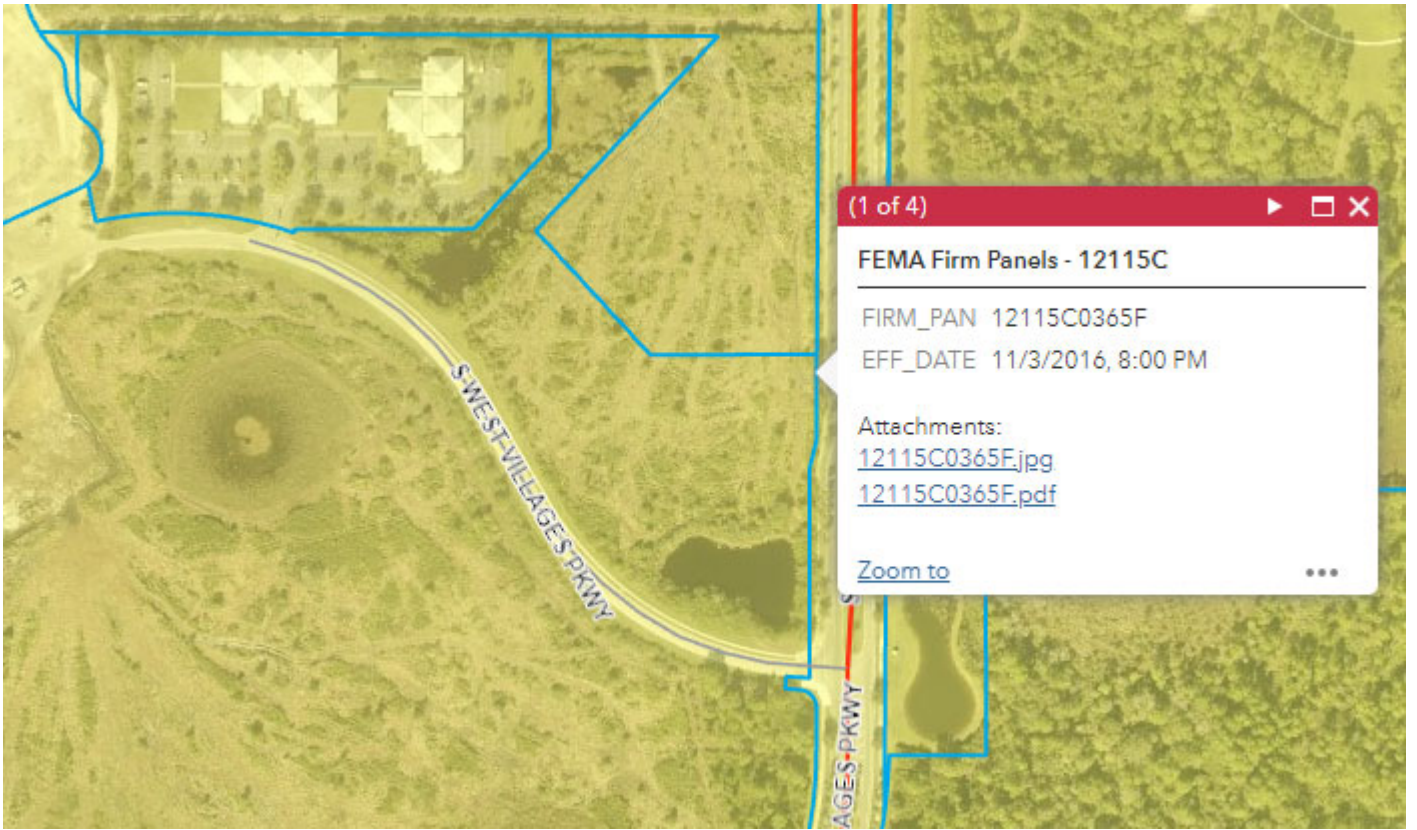 (1 of 4)
FEMA Firm Panels - 12115C
FIRM_PAN 12115C0365F
EFF_DATE 11/3/2016, 8:00 PM
Attachments:
12115C0365F.jpg
12115C0365F.pdf
Zoom to
S WEST VILLAGES PKWY
S
AGES PKWY